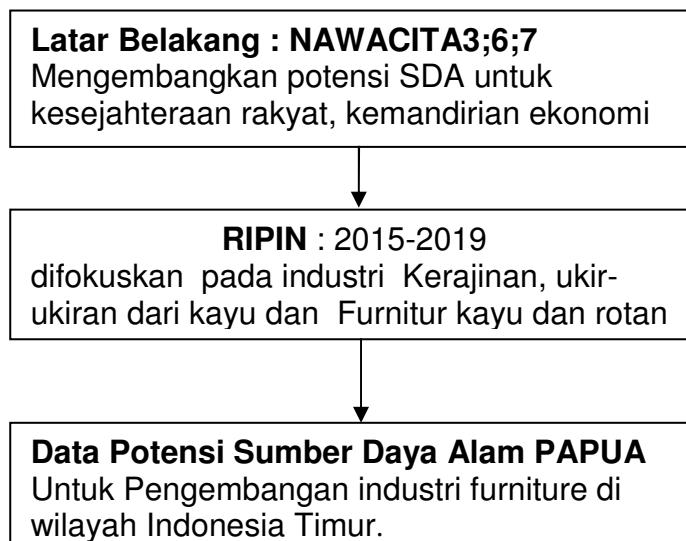 Latar Belakang : NAWACITA3;6;7
Mengembangkan potensi SDA untuk
kesejahteraan rakyat, kemandirian ekonomi
RIPIN : 2015-2019
difokuskan pada industri Kerajinan, ukir-
ukiran dari kayu dan Furnitur kayu dan rotan
Data Potensi Sumber Daya Alam PAPUA
Untuk Pengembangan industri furniture di
wilayah Indonesia Timur.